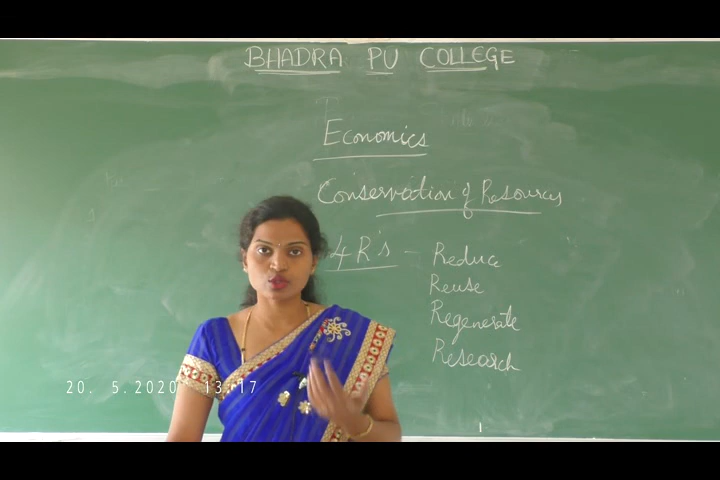 BHADRA PU COLLEGE
Economics
Conservation of Resources
4 R's - Reduce
Reuse
Regenerate
Research
20. 5.2020 13:17